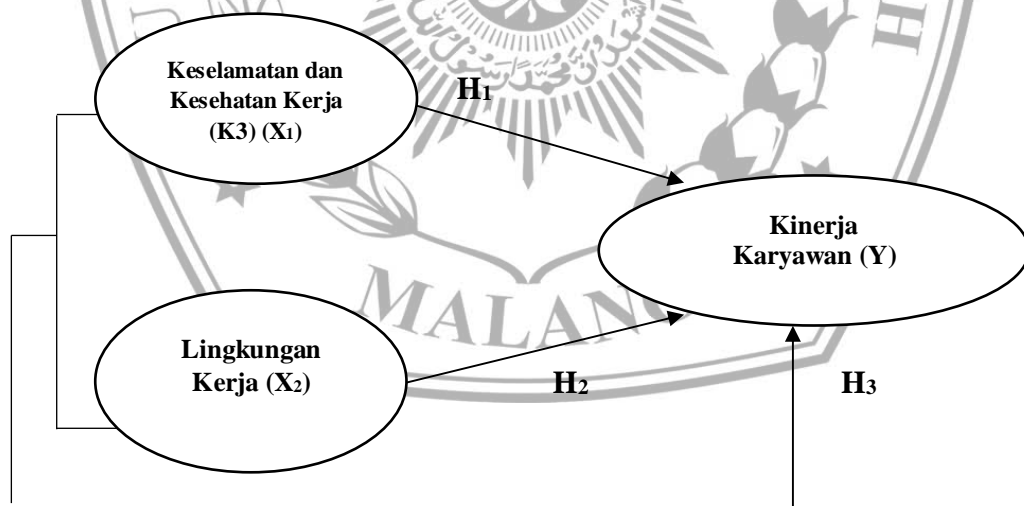 Keselamatan dan
Kesehatan Kerja
(K3) (X₁)
H₁
Kinerja
Karyawan (Y)
Lingkungan
Kerja (X₂)
H₂
H₃
MALANG